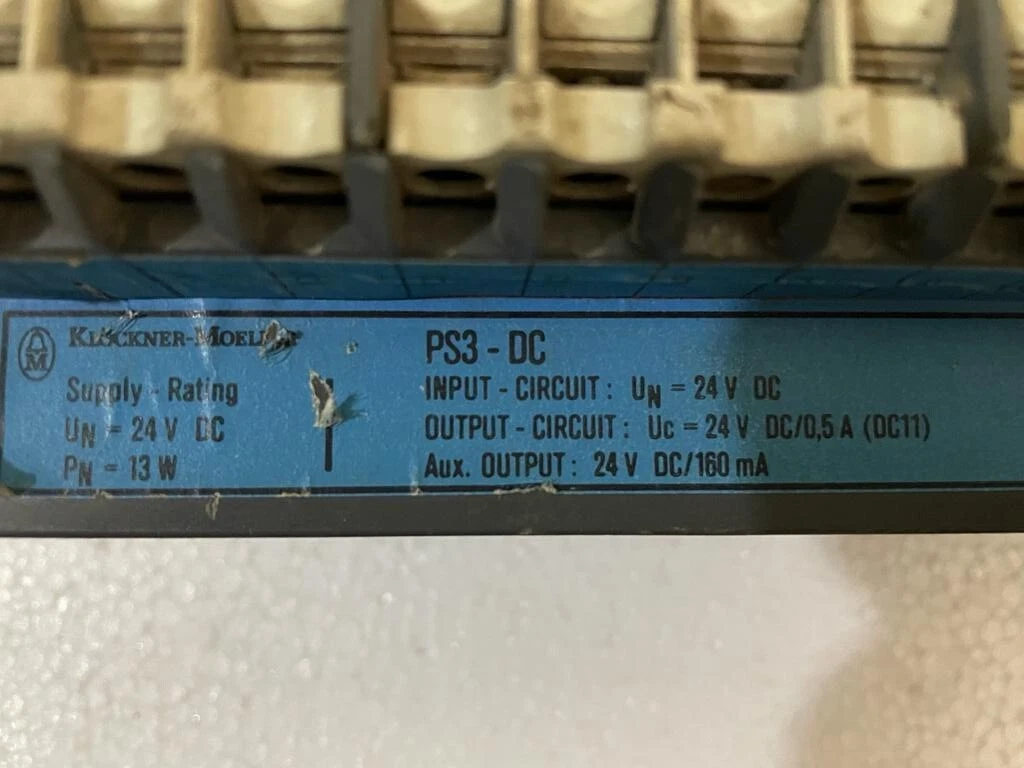 KLÖCKNER-MOELLER
Supply - Rating
UN = 24 V DC
PN = 13 W
PS3 - DC
INPUT - CIRCUIT : UN = 24 V DC
OUTPUT - CIRCUIT : Uc = 24 V DC/0,5 A (DC11)
Aux. OUTPUT : 24 V DC/160 mA